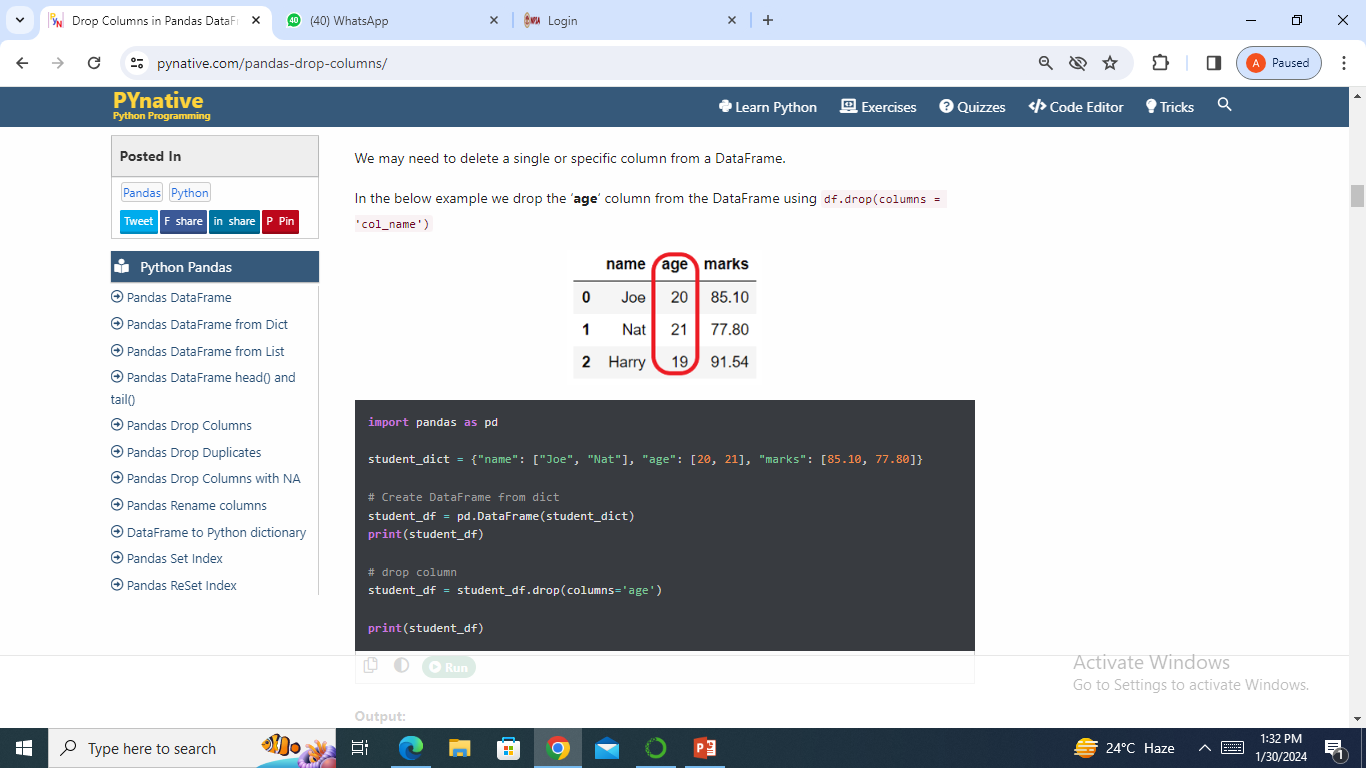 Drop Columns in Pandas DataF
40
(40) WhatsApp
Login
pynative.com/pandas-drop-columns/
A
Paused
PYnative
Python Programming
Learn Python
Exercises
Quizzes
Code Editor
Tricks
Posted In
Pandas
Python
Tweet
F share
in share
P Pin
Python Pandas
Pandas DataFrame
Pandas DataFrame from Dict
Pandas DataFrame from List
Pandas DataFrame head() and
tail()
Pandas Drop Columns
Pandas Drop Duplicates
Pandas Drop Columns with NA
Pandas Rename columns
DataFrame to Python dictionary
Pandas Set Index
Pandas ReSet Index
We may need to delete a single or specific column from a DataFrame.
In the below example we drop the ‘age’ column from the DataFrame using df.drop(columns =
'col_name')
name age marks
0 Joe 20 85.10
1 Nat 21 77.80
2 Harry 19 91.54
import pandas as pd
student_dict = {"name": ["Joe", "Nat"], "age": [20, 21], "marks": [85.10, 77.80]}
# Create DataFrame from dict
student_df = pd.DataFrame(student_dict)
print(student_df)
# drop column
student_df = student_df.drop(columns='age')
print(student_df)
Run
Output:
Activate Windows
Go to Settings to activate Windows.
Type here to search
24°C Haze
1:32 PM
1/30/2024
1